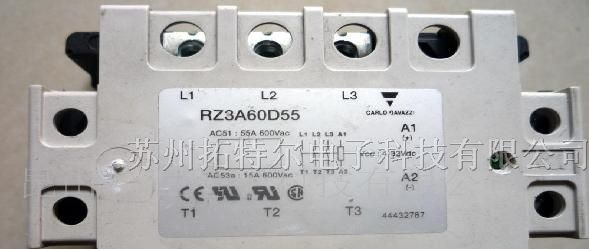 L1 L2 L3
RZ3A60D55
CARLO GAVAZZI
AC51 : 55A 600Vac
L1 L2 L3 A1
A1
(+)
苏州拓特尔电子科技有限公司
32Vdc
AC53a : 15A 600Vac
T1 T2 T3 A2
A2
(-)
CE
T1 T2 T3
44432787